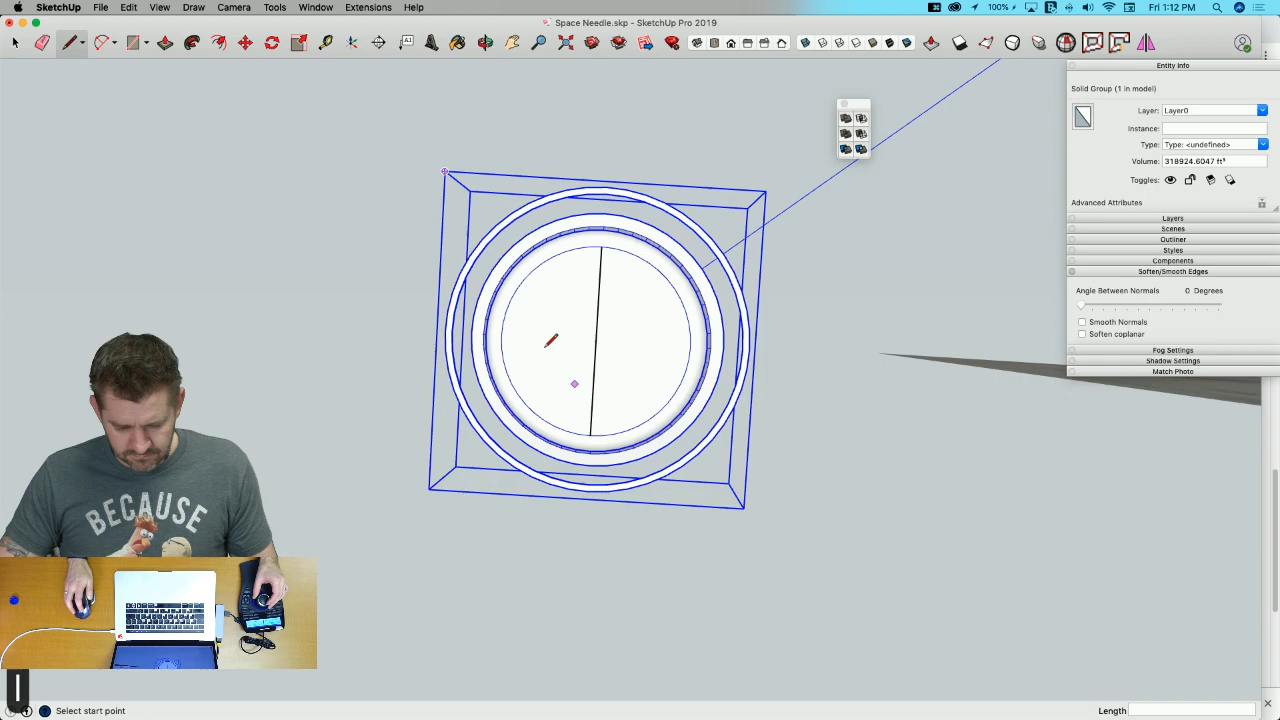 SketchUp File Edit View Draw Camera Tools Window Extensions Help 100% Fri 1:12 PM
Space Needle.skp - SketchUp Pro 2019
Entity Info
Solid Group (1 in model)
Layer: Layer0
Instance:
Type: Type: <undefined>
Volume: 318924.6047 ft³
Toggles:
Advanced Attributes
Layers
Scenes
Outliner
Styles
Components
Soften/Smooth Edges
Angle Between Normals 0 Degrees
Smooth Normals
Soften coplanar
Fog Settings
Shadow Settings
Match Photo
BECAUSE
Select start point
Length